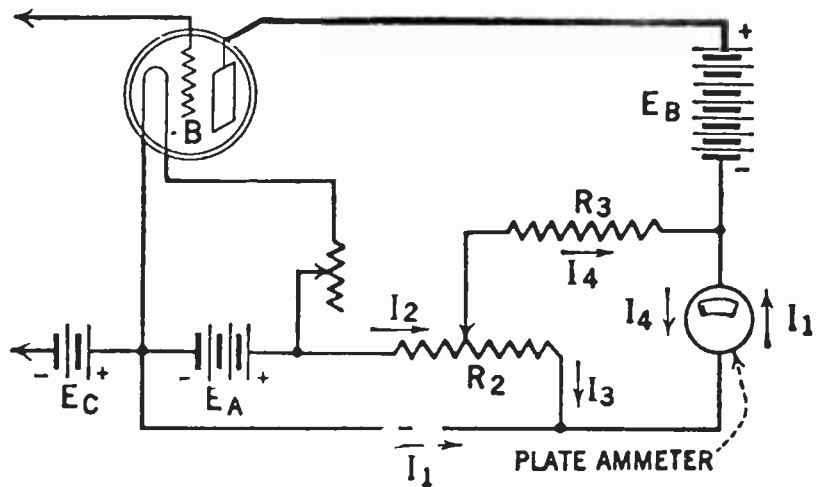 +
E_B
B
-
R3
I4
I4
I1
I2
R2
I3
- E_C +
- E_A +
I1
PLATE AMMETER